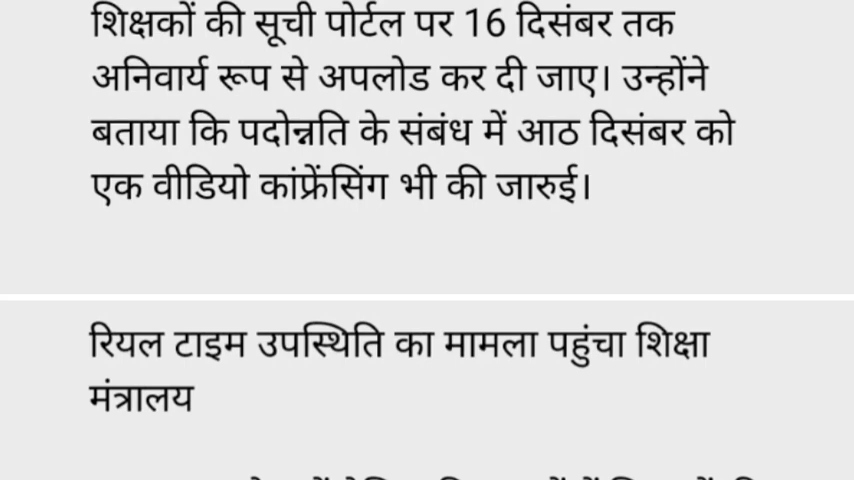 शिक्षकों की सूची पोर्टल पर 16 दिसंबर तक
अनिवार्य रूप से अपलोड कर दी जाए। उन्होंने
बताया कि पदोन्नति के संबंध में आठ दिसंबर को
एक वीडियो कांफ्रेंसिंग भी की जारुई।
रियल टाइम उपस्थिति का मामला पहुंचा शिक्षा
मंत्रालय